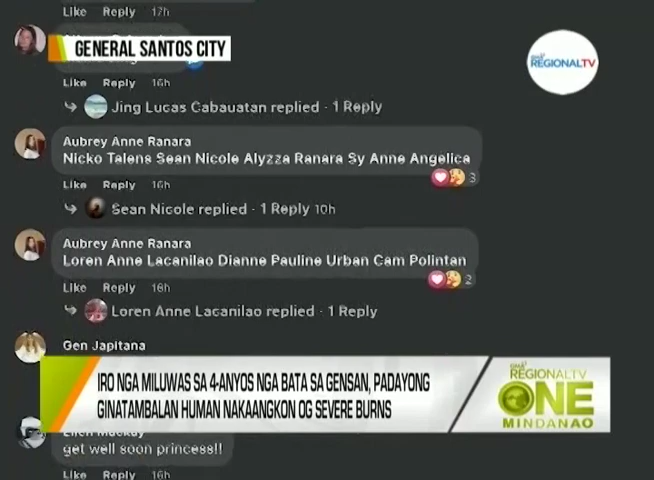 Like Reply 17h
GENERAL SANTOS CITY
GMA REGIONALTV
Like Reply 16h
Jing Lucas Cabauatan replied · 1 Reply
Aubrey Anne Ranara
Nicko Talens Sean Nicole Alyzza Ranara Sy Anne Angelica
3
Like Reply 16h
Sean Nicole replied · 1 Reply 10h
Aubrey Anne Ranara
Loren Anne Lacanilao Dianne Pauline Urban Cam Polintan
2
Like Reply 16h
Loren Anne Lacanilao replied · 1 Reply
Gen Japitana
IRO NGA MILUWAS SA 4-ANYOS NGA BATA SA GENSAN, PADAYONG
GINATAMBALAN HUMAN NAKAANGKON OG SEVERE BURNS
GMA REGIONALTV
ONE
MINDANAO
get well soon princess!!
Like Reply 16h